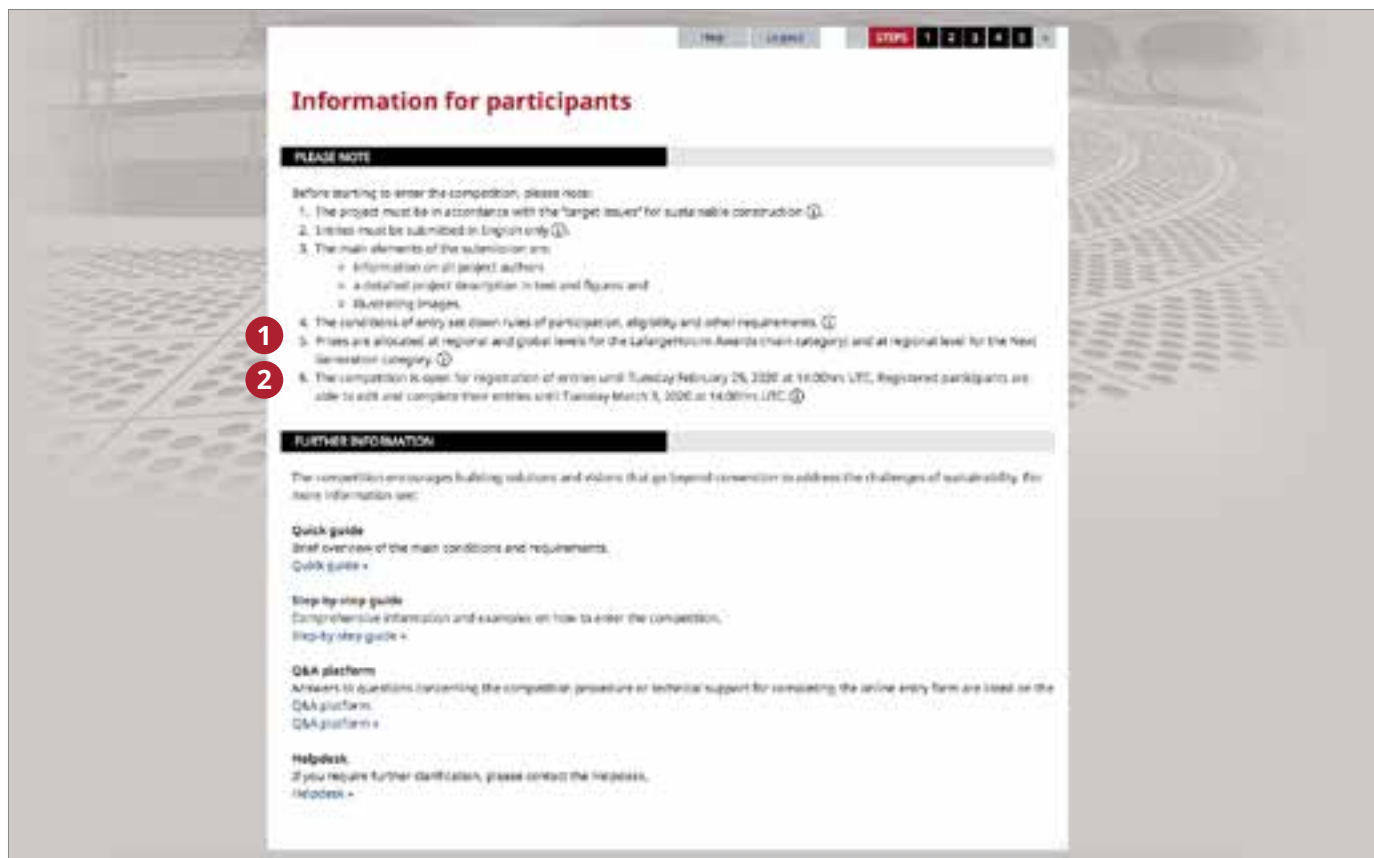 Help Logout STEPS 1 2 3 4 5 »
Information for participants
PLEASE NOTE
Before starting to enter the competition, please note:
1. The project must be in accordance with the "target issues" for sustainable construction ⓘ.
2. Entries must be submitted in English only ⓘ.
3. The main elements of the submission are:
» Information on all project authors
» a detailed project description in text and figures and
» Illustrating images.
4. The conditions of entry set down rules of participation, eligibility and other requirements. ⓘ
1
5. Prizes are allocated at regional and global levels for the LafargeHolcim Awards (main category) and at regional level for the Next
Generation category. ⓘ
2
6. The competition is open for registration of entries until Tuesday February 25, 2020 at 14:00hrs UTC. Registered participants are
able to edit and complete their entries until Tuesday March 3, 2020 at 14:00hrs UTC. ⓘ
FURTHER INFORMATION
The competition encourages building solutions and visions that go beyond convention to address the challenges of sustainability. For
more information see:
Quick guide
Brief overview of the main conditions and requirements.
Quick guide »
Step-by-step guide
Comprehensive information and examples on how to enter the competition.
Step-by-step guide »
Q&A platform
Answers to questions concerning the competition procedure or technical support for completing the online entry form are listed on the
Q&A platform.
Q&A platform »
Helpdesk
If you require further clarification, please contact the Helpdesk.
Helpdesk »